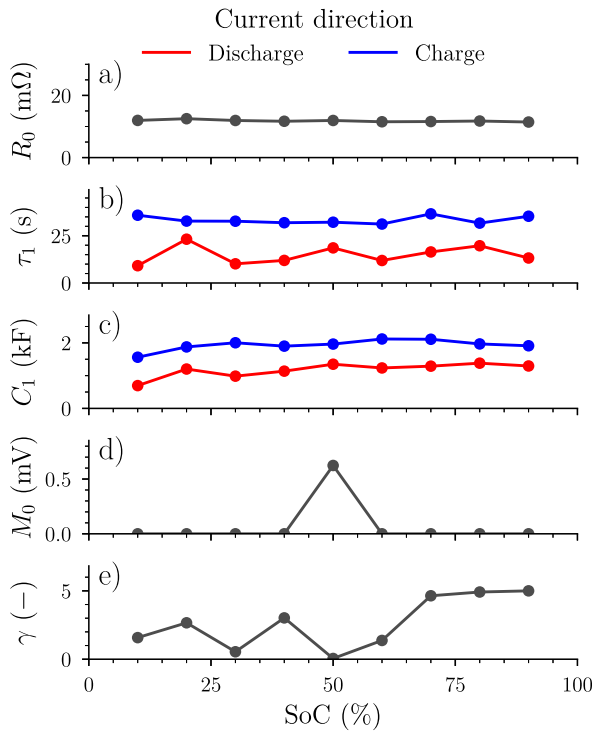 Current direction
Discharge Charge
a)
R₀ (mΩ)
20
0
b)
τ₁ (s)
25
0
c)
C₁ (kF)
2
0
d)
M₀ (mV)
0.5
0.0
e)
γ (−)
5
0
0 25 50 75 100
SoC (%)